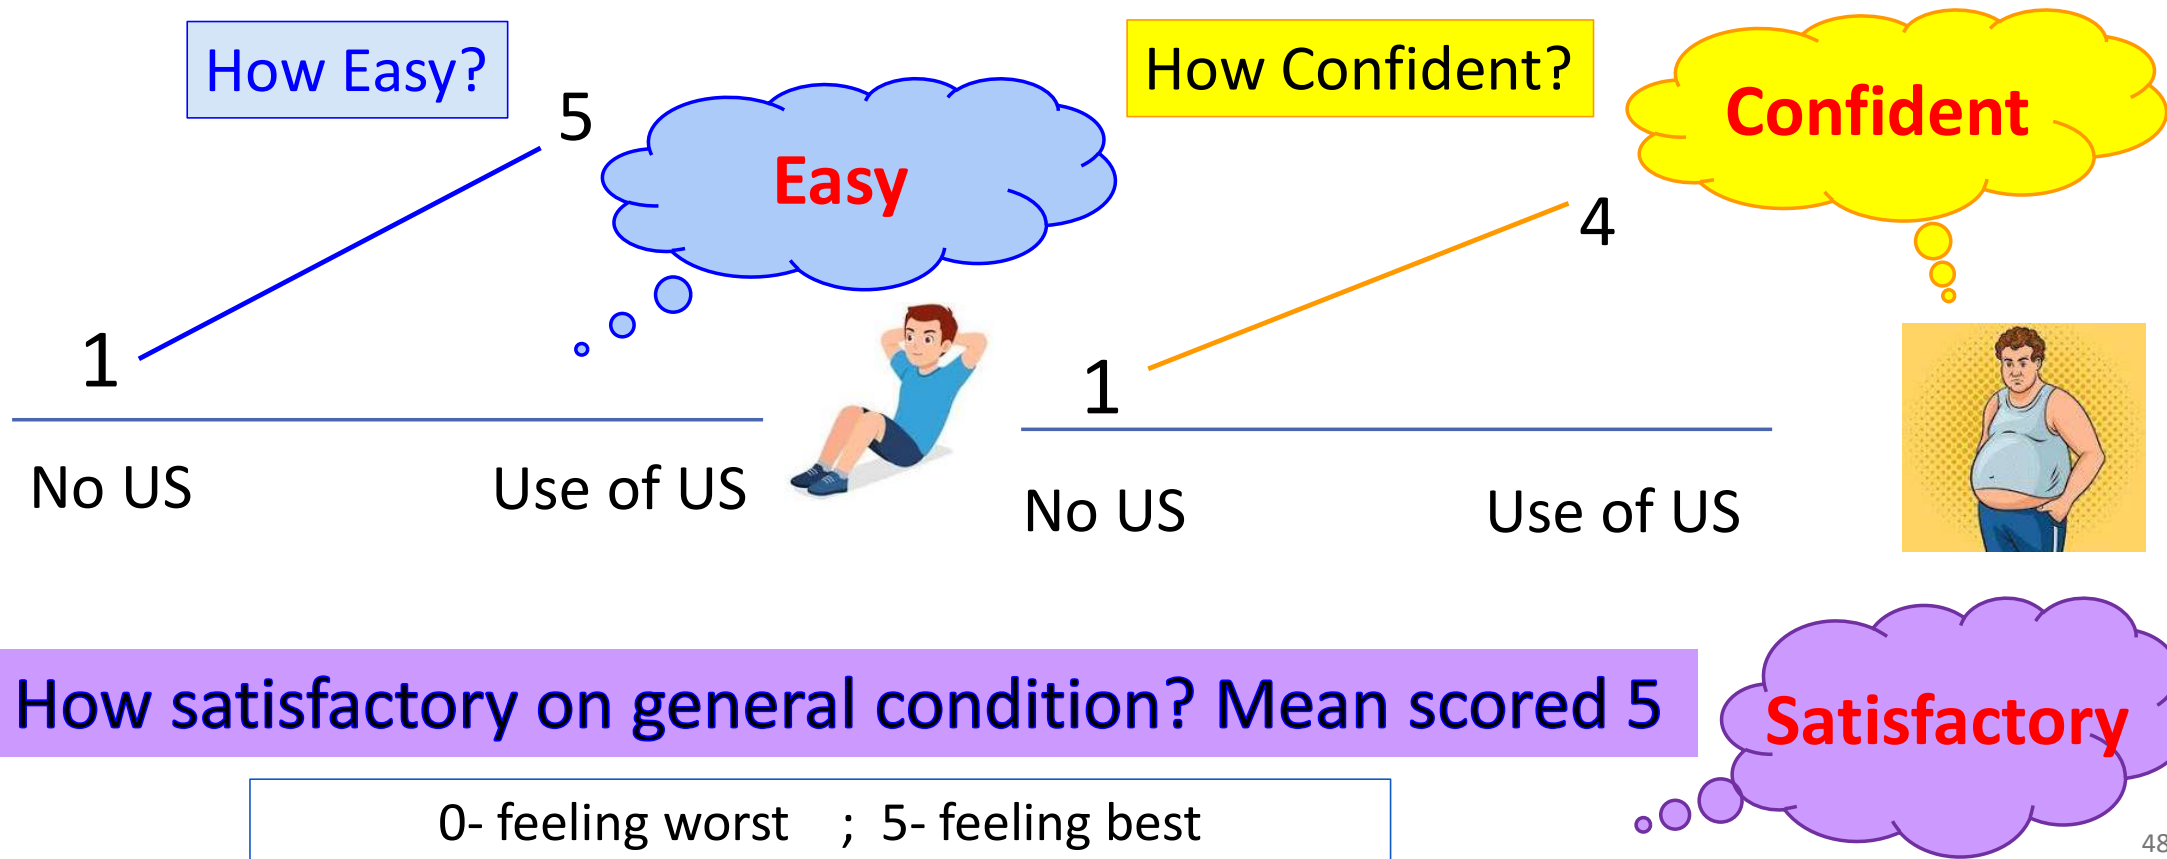 How Easy?
5
Easy
1
No US
Use of US
How Confident?
Confident
4
1
No US
Use of US
How satisfactory on general condition? Mean scored 5
Satisfactory
0- feeling worst ; 5- feeling best
48